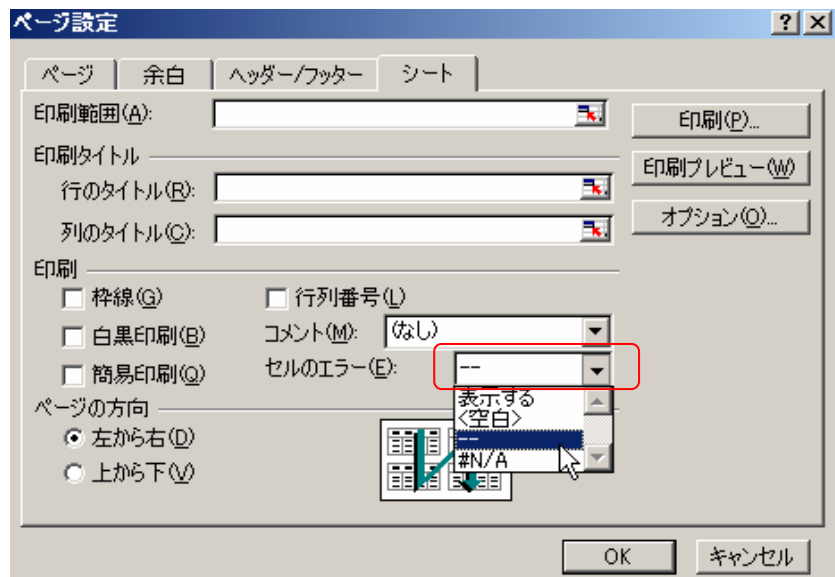 ページ設定
ページ 余白 ヘッダー/フッター シート
印刷範囲(A):
印刷(P)...
印刷タイトル
印刷プレビュー(W)
行のタイトル(R):
オプション(O)...
列のタイトル(C):
印刷
枠線(G) 行列番号(L)
白黒印刷(B) コメント(M): (なし)
簡易印刷(Q) セルのエラー(E): --
表示する
<空白>
--
#N/A
ページの方向
左から右(D)
上から下(V)
OK キャンセル